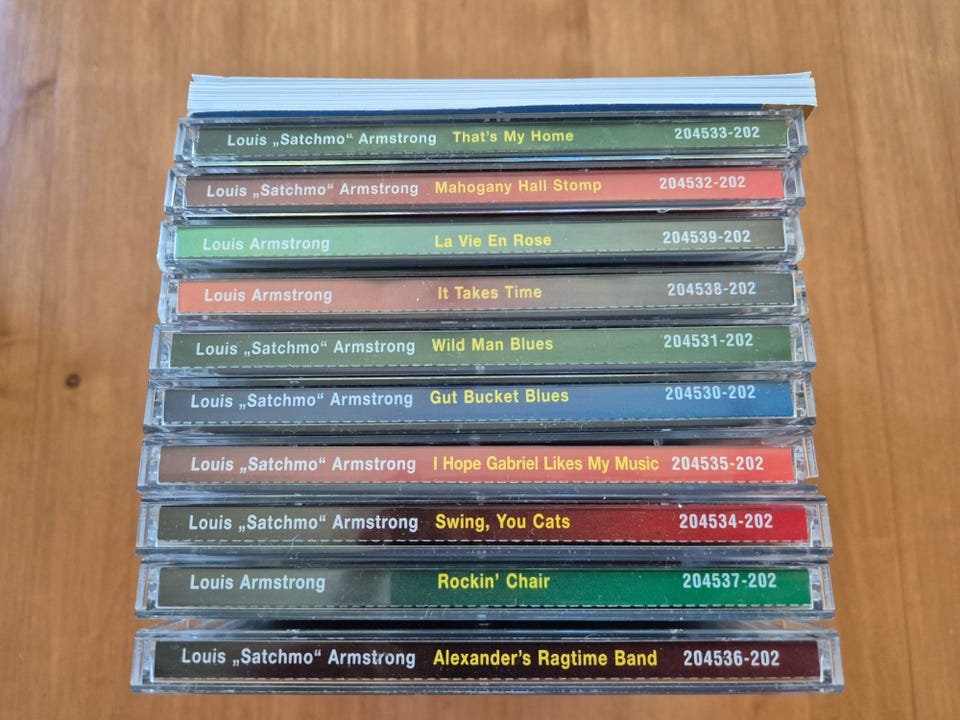 Louis „Satchmo“ Armstrong That's My Home 204533-202
Louis „Satchmo“ Armstrong Mahogany Hall Stomp 204532-202
Louis Armstrong La Vie En Rose 204539-202
Louis Armstrong It Takes Time 204538-202
Louis „Satchmo“ Armstrong Wild Man Blues 204531-202
Louis „Satchmo“ Armstrong Gut Bucket Blues 204530-202
Louis „Satchmo“ Armstrong I Hope Gabriel Likes My Music 204535-202
Louis „Satchmo“ Armstrong Swing, You Cats 204534-202
Louis Armstrong Rockin' Chair 204537-202
Louis „Satchmo“ Armstrong Alexander's Ragtime Band 204536-202